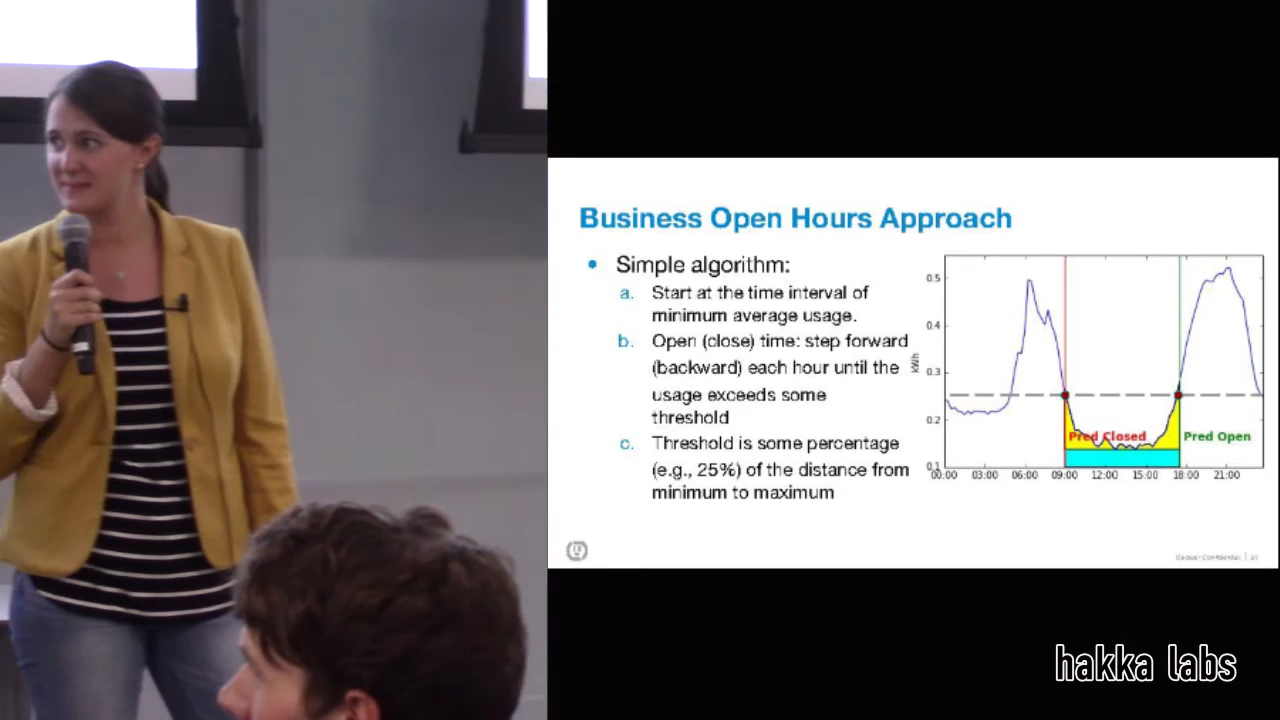 Business Open Hours Approach
• Simple algorithm:
a. Start at the time interval of
minimum average usage.
b. Open (close) time: step forward
(backward) each hour until the
usage exceeds some
threshold
c. Threshold is some percentage
(e.g., 25%) of the distance from
minimum to maximum
0.5
0.4
0.3
0.2
0.1
kWh
Pred Closed
Pred Open
00:00 03:00 06:00 09:00 12:00 15:00 18:00 21:00
hakka labs